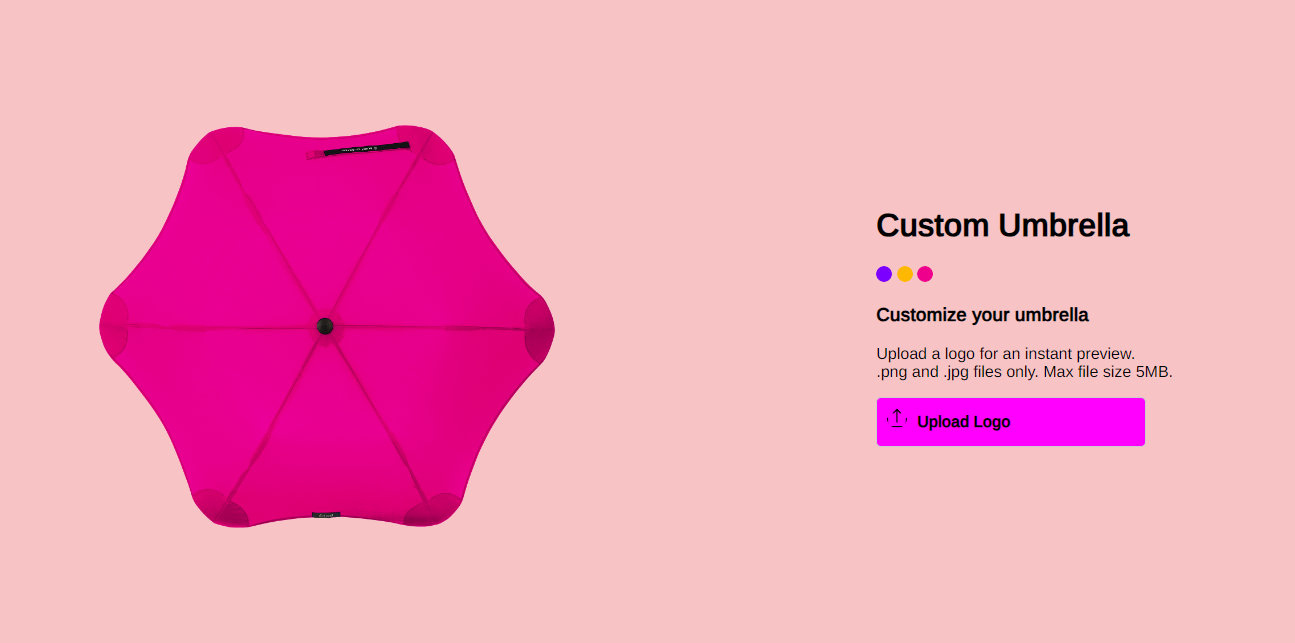 Custom Umbrella
Customize your umbrella
Upload a logo for an instant preview.
.png and .jpg files only. Max file size 5MB.
Upload Logo